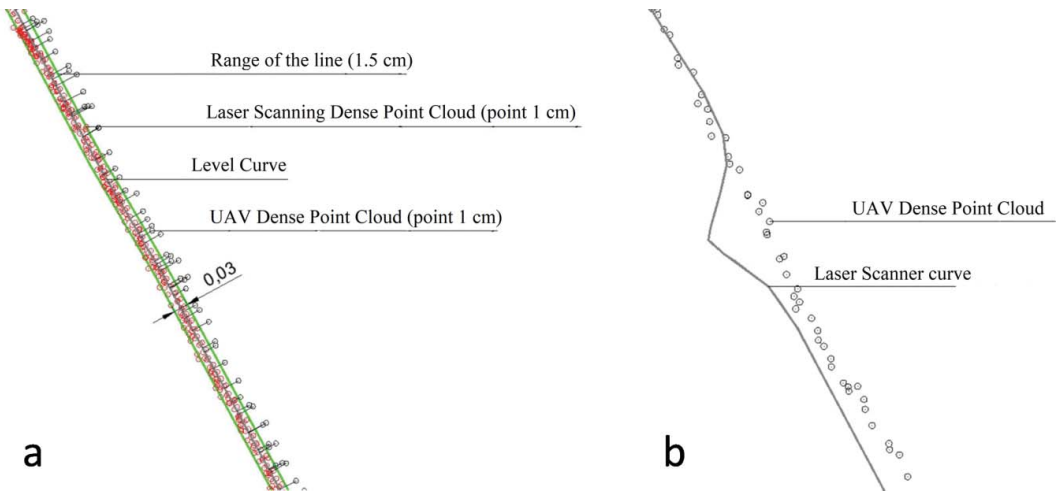 Range of the line (1.5 cm)
Laser Scanning Dense Point Cloud (point 1 cm)
Level Curve
UAV Dense Point Cloud (point 1 cm)
0,03
a
UAV Dense Point Cloud
Laser Scanner curve
b